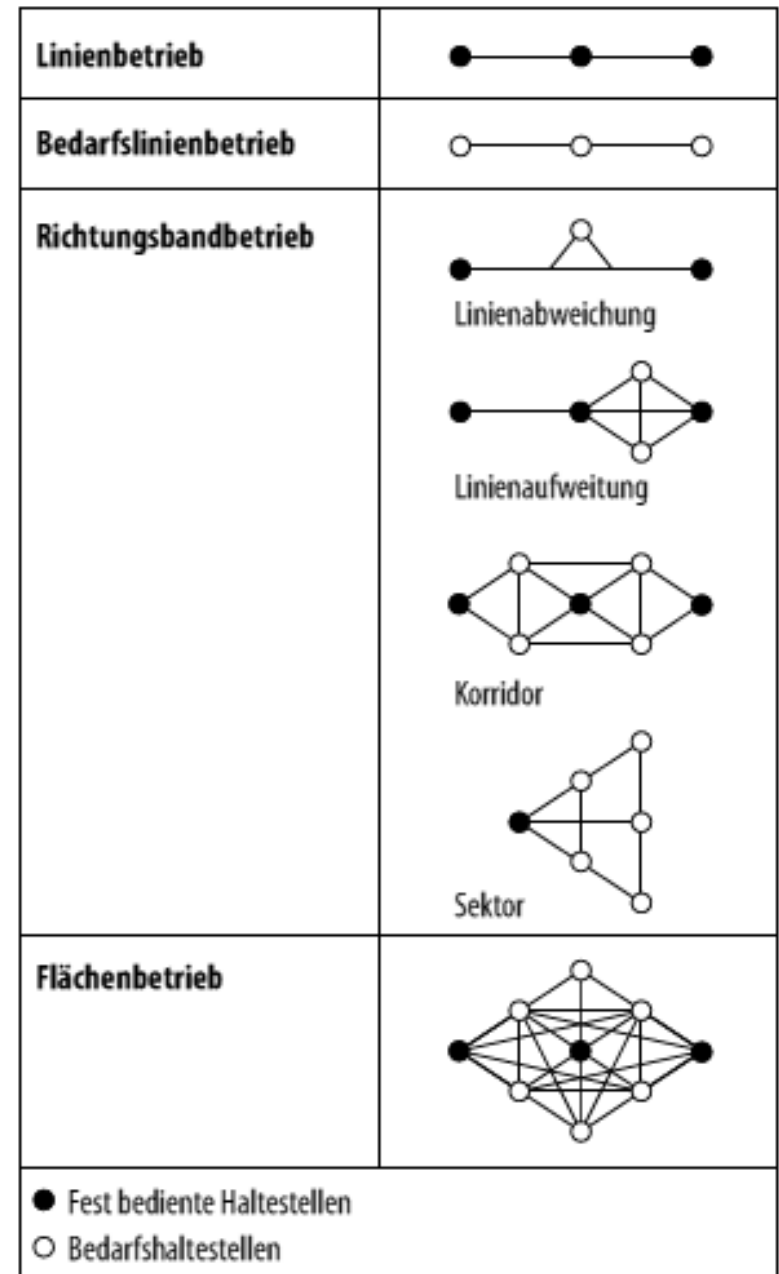 Linienbetrieb
Bedarfslinienbetrieb
Richtungsbandbetrieb
Linienabweichung
Linienaufweitung
Korridor
Sektor
Flächenbetrieb
Fest bediente Haltestellen
Bedarfshaltestellen